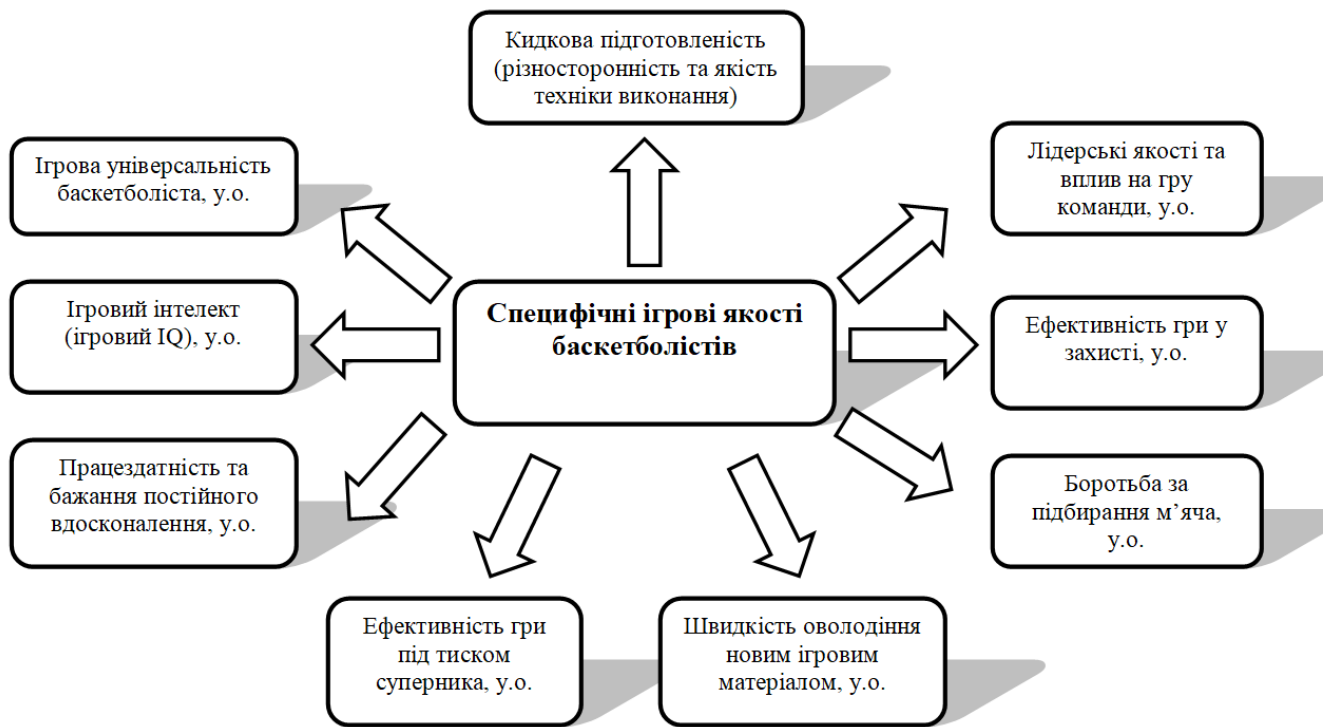 Кидкова підготовленість
(різносторонність та якість
техніки виконання)
Ігрова універсальність
баскетболіста, у.о.
Лідерські якості та
вплив на гру
команди, у.о.
Специфічні ігрові якості
баскетболістів
Ігровий інтелект
(ігровий IQ), у.о.
Ефективність гри у
захисті, у.о.
Працездатність та
бажання постійного
вдосконалення, у.о.
Боротьба за
підбирання м’яча,
у.о.
Ефективність гри
під тиском
суперника, у.о.
Швидкість оволодіння
новим ігровим
матеріалом, у.о.